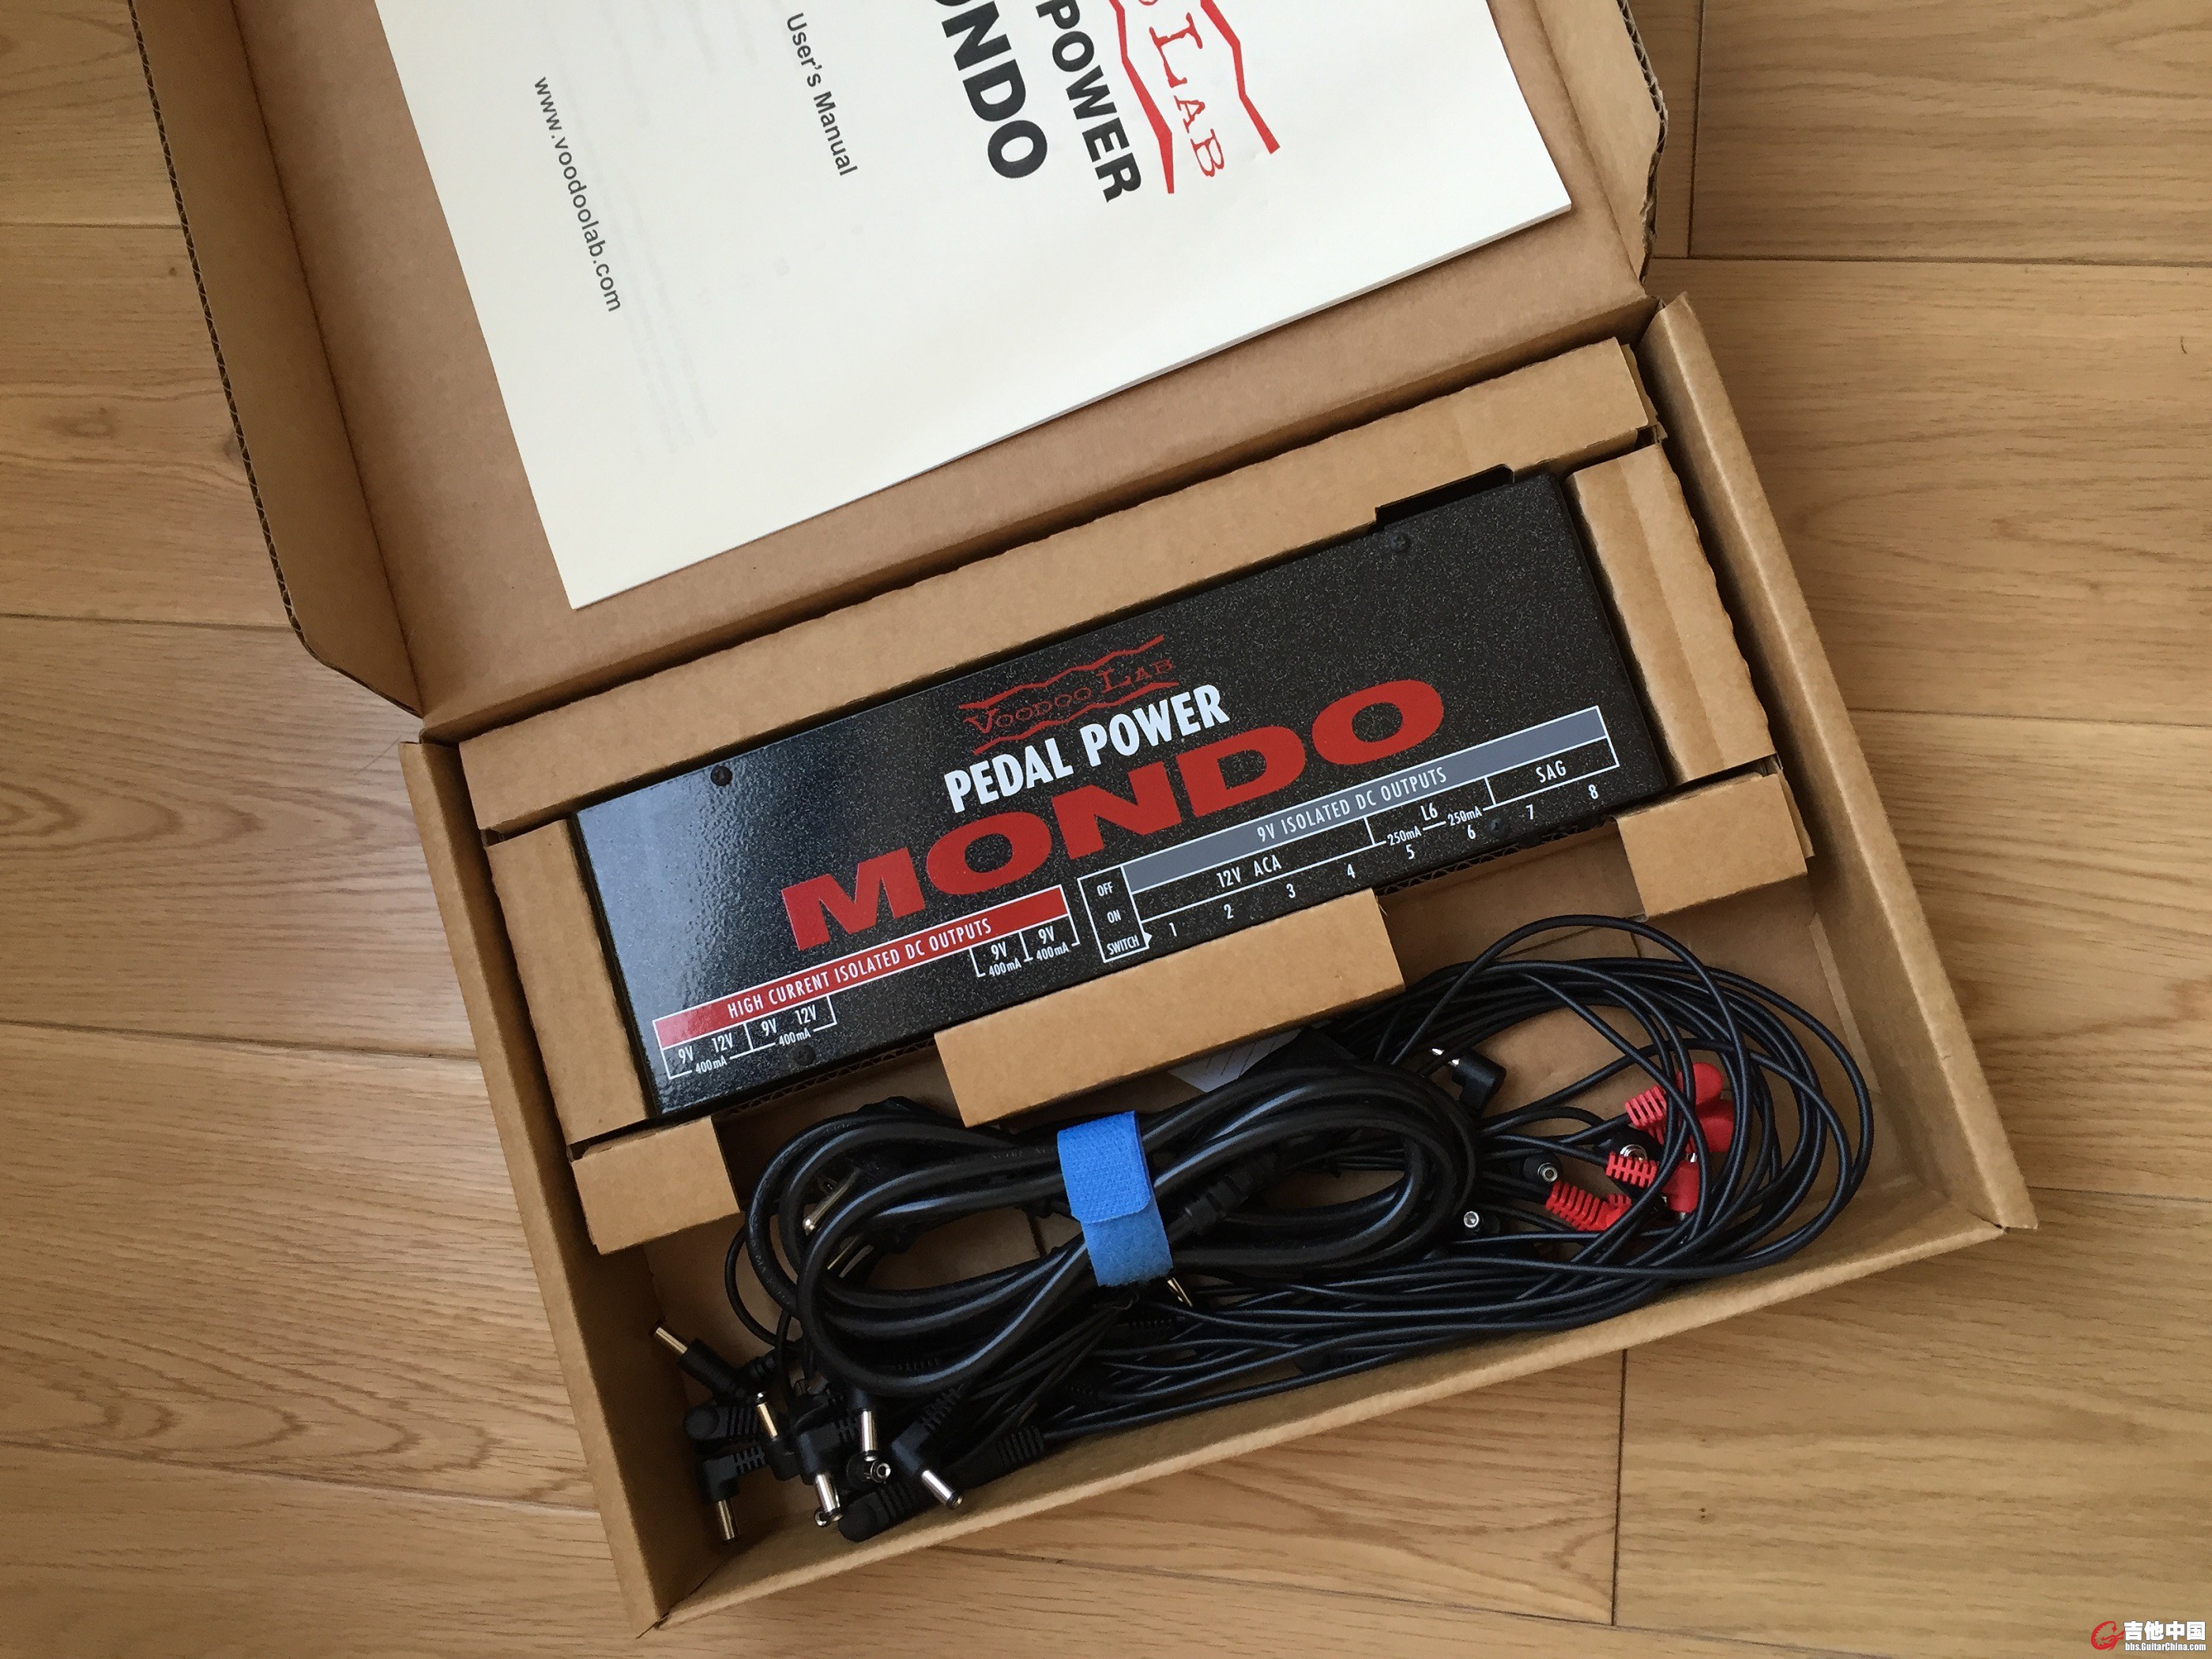 LAB
POWER
ONDO
User's Manual
www.voodoolab.com
VOODOO LAB
PEDAL POWER
MONDO
HIGH CURRENT ISOLATED DC OUTPUTS
9V 12V 9V 12V 9V 9V
400mA 400mA 400mA 400mA
OFF
ON
SWITCH
9V ISOLATED DC OUTPUTS
12V ACA L6 SAG
250mA 250mA
1 2 3 4 5 6 7 8
吉他中国
bbs.GuitarChina.com